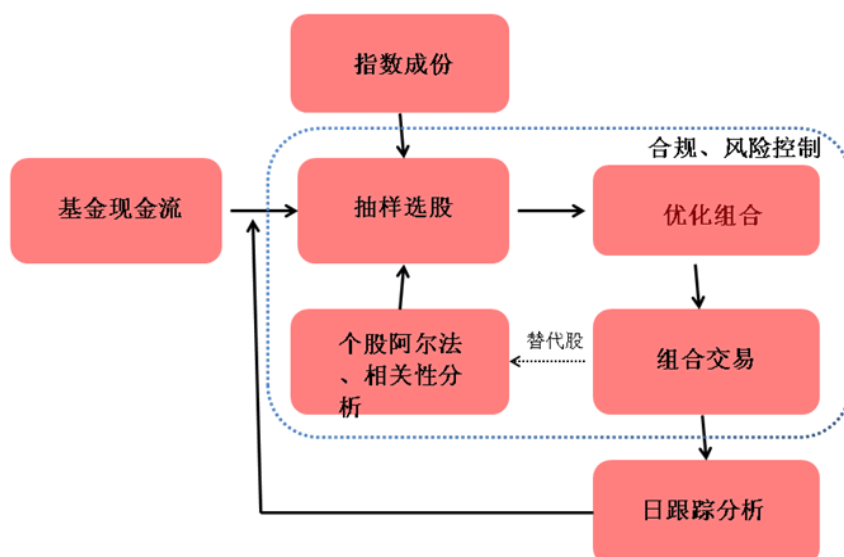 指数成份
合规、风险控制
基金现金流
抽样选股
优化组合
个股阿尔法
、相关性分
析
替代股
组合交易
日跟踪分析